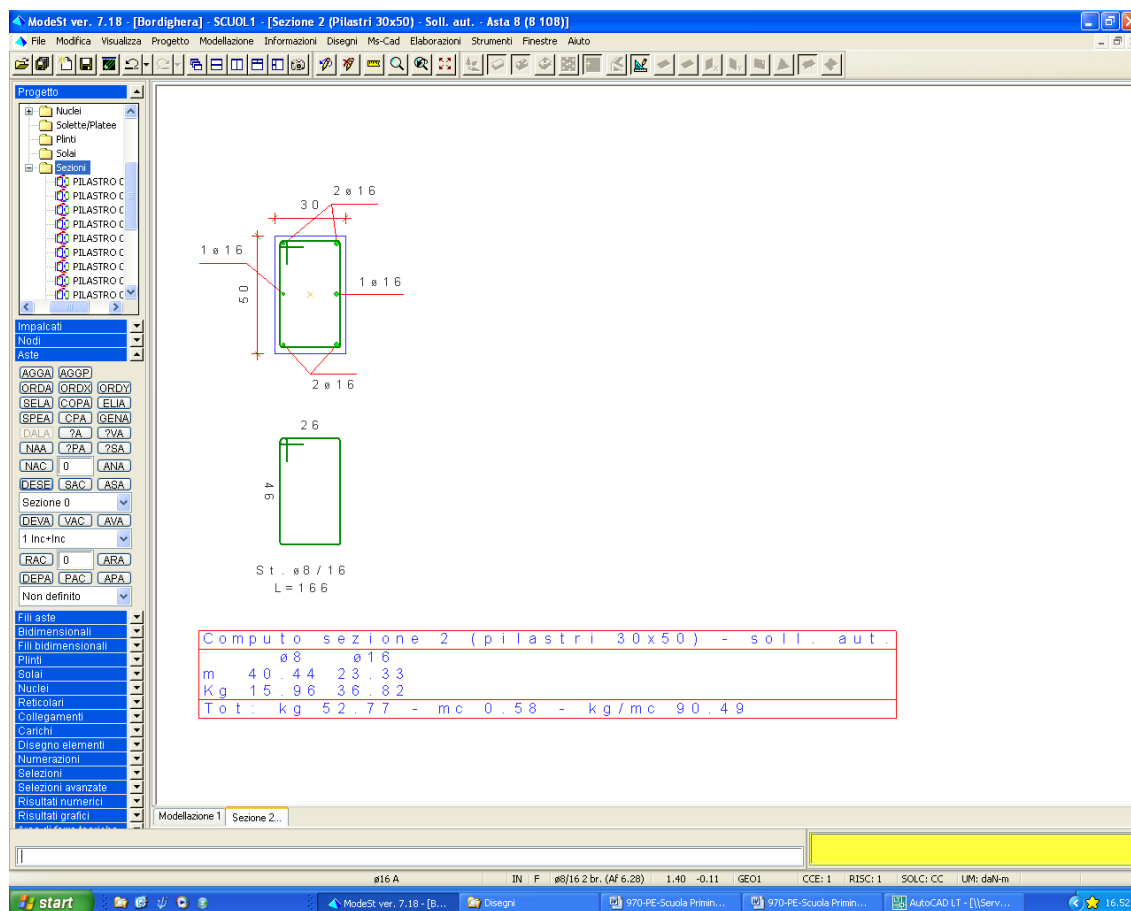 ModeSt ver. 7.18 - [Bordighera] - SCUOL1 - [Sezione 2 (Pilastri 30x50) - Soll. aut. - Asta 8 (8 108)]
File Modifica Visualizza Progetto Modellazione Informazioni Disegni Ms-Cad Elaborazioni Strumenti Finestre Aiuto
Progetto
Nuclei
Solette/Platee
Plinti
Solai
Sezioni
PILASTRO C
PILASTRO C
PILASTRO C
PILASTRO C
PILASTRO C
PILASTRO C
PILASTRO C
PILASTRO C
PILASTRO C
Impalcati
Nodi
Aste
AGGA AGGP
ORDA ORDX ORDY
SELA COPA ELIA
SPEA CPA GENA
DALA ?A ?VA
NAA ?PA ?SA
NAC 0 ANA
DESE SAC ASA
Sezione 0
DEVA VAC AVA
1 Inc+Inc
RAC 0 ARA
DEPA PAC APA
Non definito
Fili aste
Bidimensionali
Fili bidimensionali
Plinti
Solai
Nuclei
Reticolari
Collegamenti
Carichi
Disegno elementi
Numerazioni
Selezioni
Selezioni avanzate
Risultati numerici
Risultati grafici
2ø16
30
1ø16
50
1ø16
2ø16
26
46
St. ø8/16
L=166
Computo sezione 2 (pilastri 30x50) - soll. aut.
ø8 ø16
m 40.44 23.33
Kg 15.96 36.82
Tot: kg 52.77 - mc 0.58 - kg/mc 90.49
Modellazione 1 Sezione 2...
ø16 A IN F ø8/16 2 br. (Af 6.28) 1.40 -0.11 GEO1 CCE: 1 RISC: 1 SOLC: CC UM: daN-m
start ModeSt ver. 7.18 - [B... Disegni 970-PE-Scuola Primin... 970-PE-Scuola Primin... AutoCAD LT - [\\Serv... 16.52